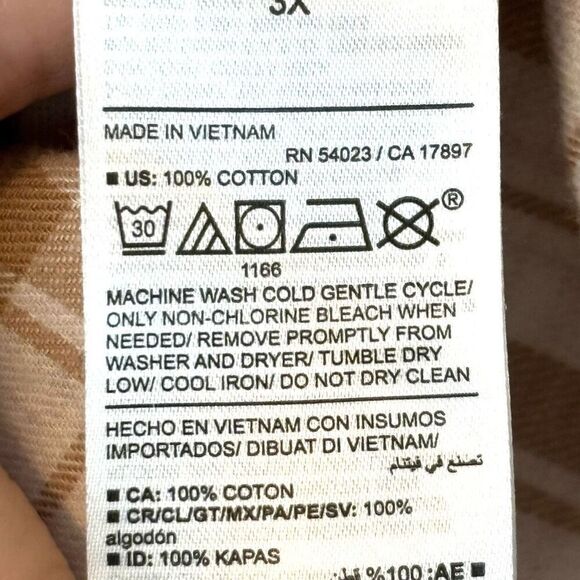 3X
MADE IN VIETNAM
RN 54023 / CA 17897
■ US: 100% COTTON
30
®
1166
MACHINE WASH COLD GENTLE CYCLE/
ONLY NON-CHLORINE BLEACH WHEN
NEEDED/ REMOVE PROMPTLY FROM
WASHER AND DRYER/ TUMBLE DRY
LOW/ COOL IRON/ DO NOT DRY CLEAN
HECHO EN VIETNAM CON INSUMOS
IMPORTADOS/ DIBUAT DI VIETNAM/
تصنع في فيتنام
■ CA: 100% COTON
■ CR/CL/GT/MX/PA/PE/SV: 100%
algodón
■ ID: 100% KAPAS
■ AE: 100% قطن